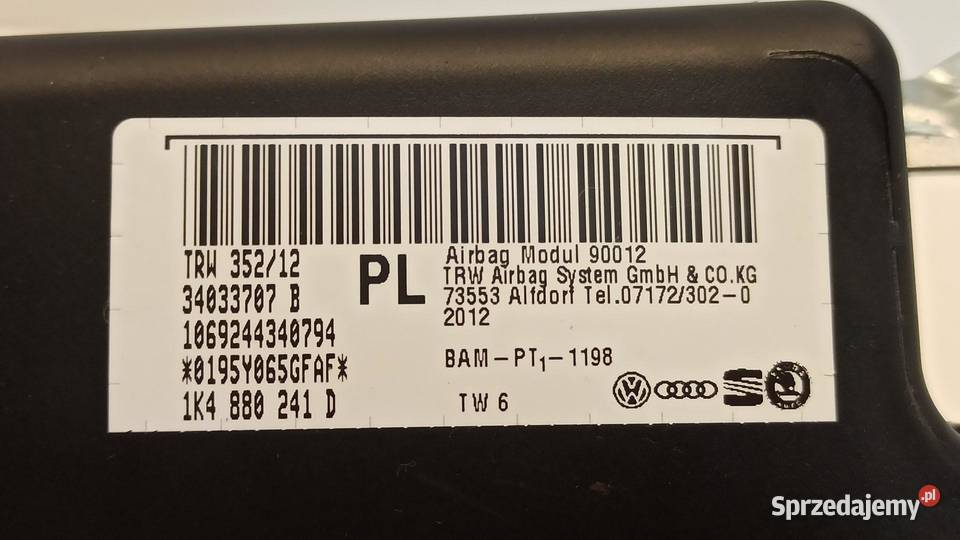 TRW 352/12
34033707 B
1069244340794
*0195Y065GFAF*
1K4 880 241 D
PL
Airbag Modul 90012
TRW Airbag System GmbH & CO.KG
73553 Alfdorf Tel.07172/302-0
2012
BAM-PT₁-1198
TW 6
Sprzedajemy.pl